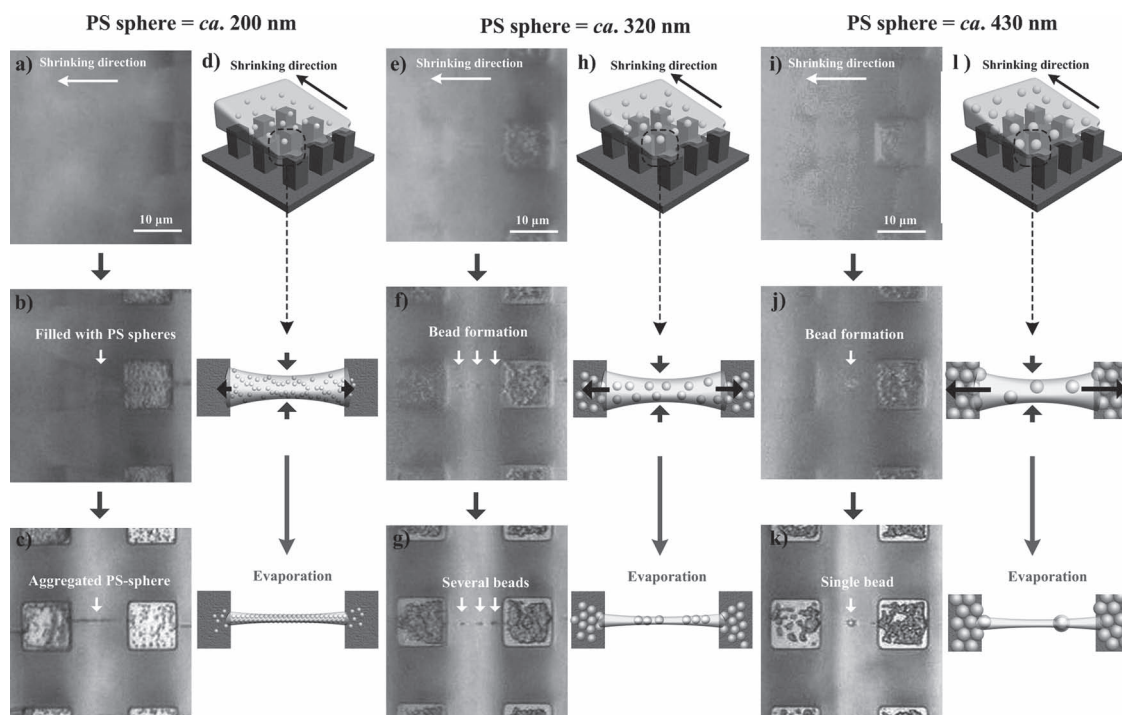 PS sphere = ca. 200 nm
a)
Shrinking direction
10 µm
b)
Filled with PS spheres
c)
Aggregated PS-sphere
d)
Shrinking direction
Evaporation
PS sphere = ca. 320 nm
e)
Shrinking direction
10 µm
f)
Bead formation
g)
Several beads
h)
Shrinking direction
Evaporation
PS sphere = ca. 430 nm
i)
Shrinking direction
10 µm
j)
Bead formation
k)
Single bead
l)
Shrinking direction
Evaporation